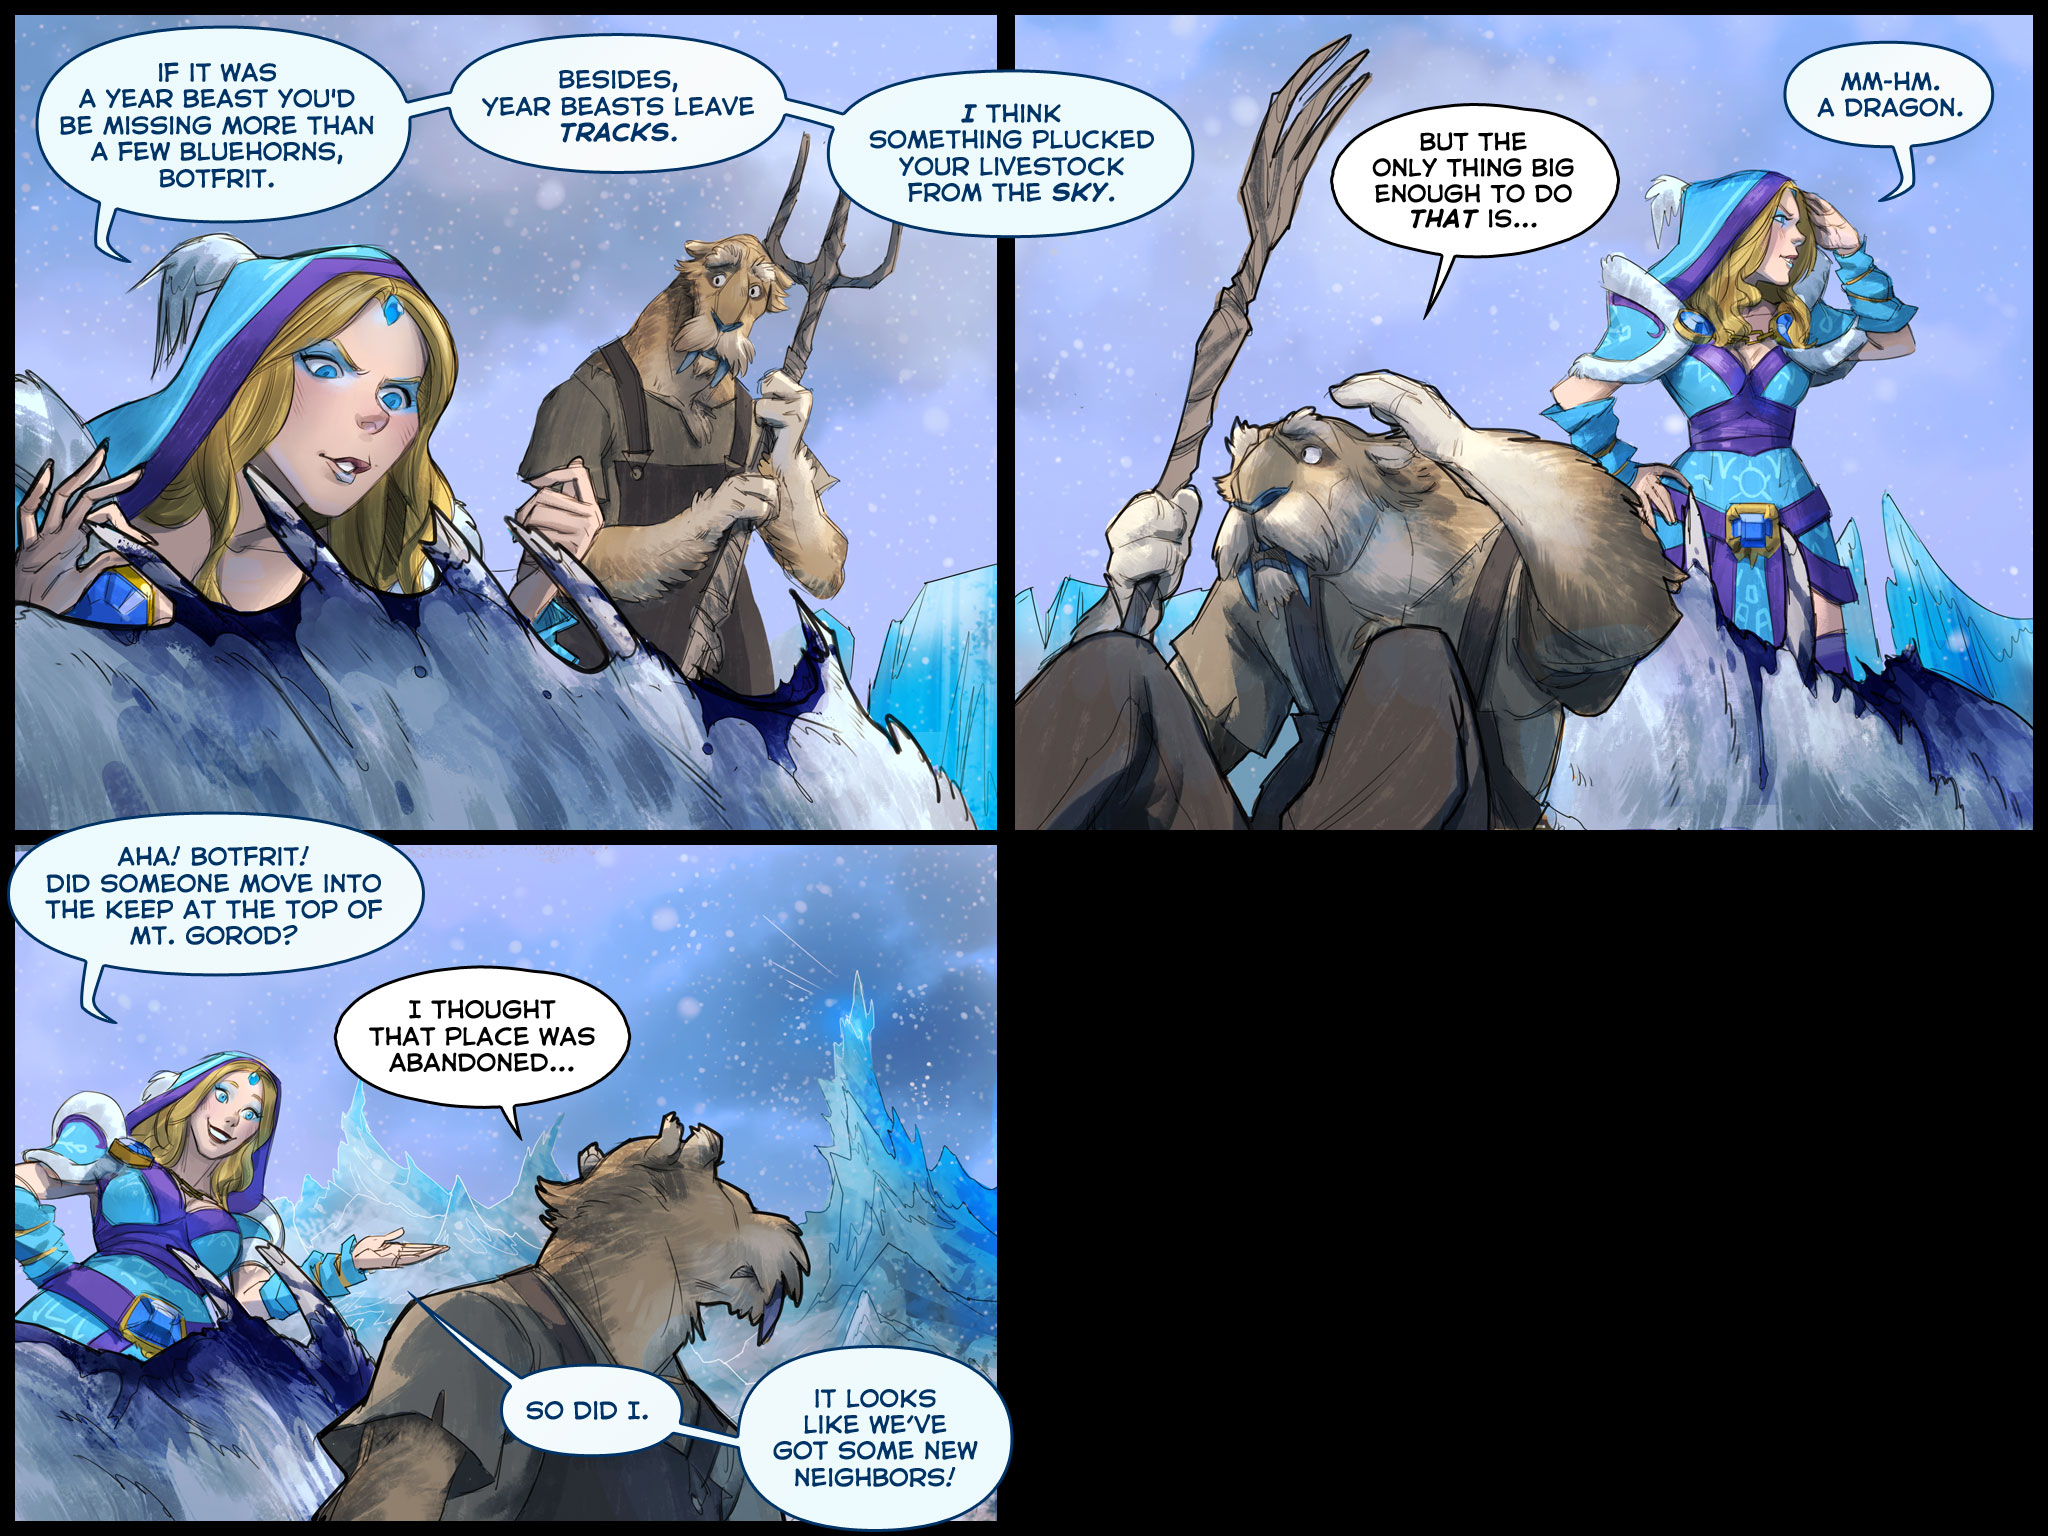 IF IT WAS
A YEAR BEAST YOU'D
BE MISSING MORE THAN
A FEW BLUEHORNS,
BOTFRIT.
BESIDES,
YEAR BEASTS LEAVE
TRACKS.
I THINK
SOMETHING PLUCKED
YOUR LIVESTOCK
FROM THE SKY.
BUT THE
ONLY THING BIG
ENOUGH TO DO
THAT IS...
MM-HM.
A DRAGON.
AHA! BOTFRIT!
DID SOMEONE MOVE INTO
THE KEEP AT THE TOP OF
MT. GOROD?
I THOUGHT
THAT PLACE WAS
ABANDONED...
SO DID I.
IT LOOKS
LIKE WE'VE
GOT SOME NEW
NEIGHBORS!